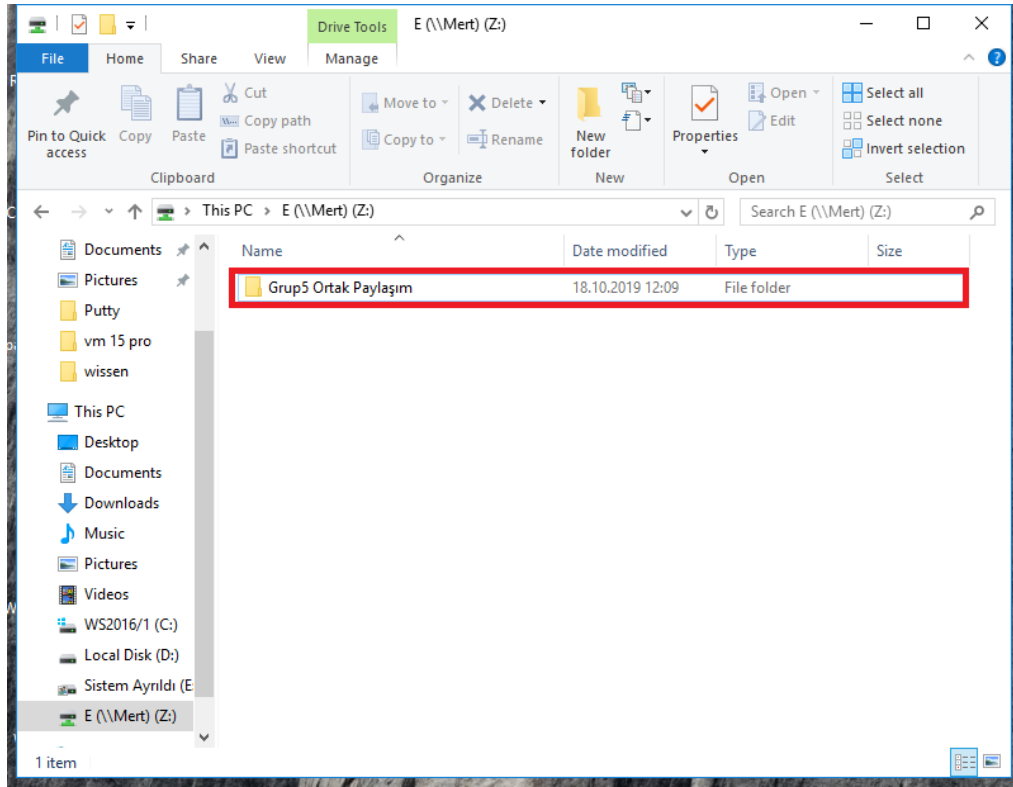 Drive Tools E (\\Mert) (Z:)
File Home Share View Manage
Pin to Quick access
Copy
Paste
Cut
Copy path
Paste shortcut
Clipboard
Move to
Copy to
Delete
Rename
Organize
New folder
New
Properties
Open
Edit
Open
Select all
Select none
Invert selection
Select
This PC > E (\\Mert) (Z:)
Search E (\\Mert) (Z:)
Name Date modified Type Size
Grup5 Ortak Paylaşım 18.10.2019 12:09 File folder
Documents
Pictures
Putty
vm 15 pro
wissen
This PC
Desktop
Documents
Downloads
Music
Pictures
Videos
WS2016/1 (C:)
Local Disk (D:)
Sistem Ayrıldı (E:
E (\\Mert) (Z:)
1 item